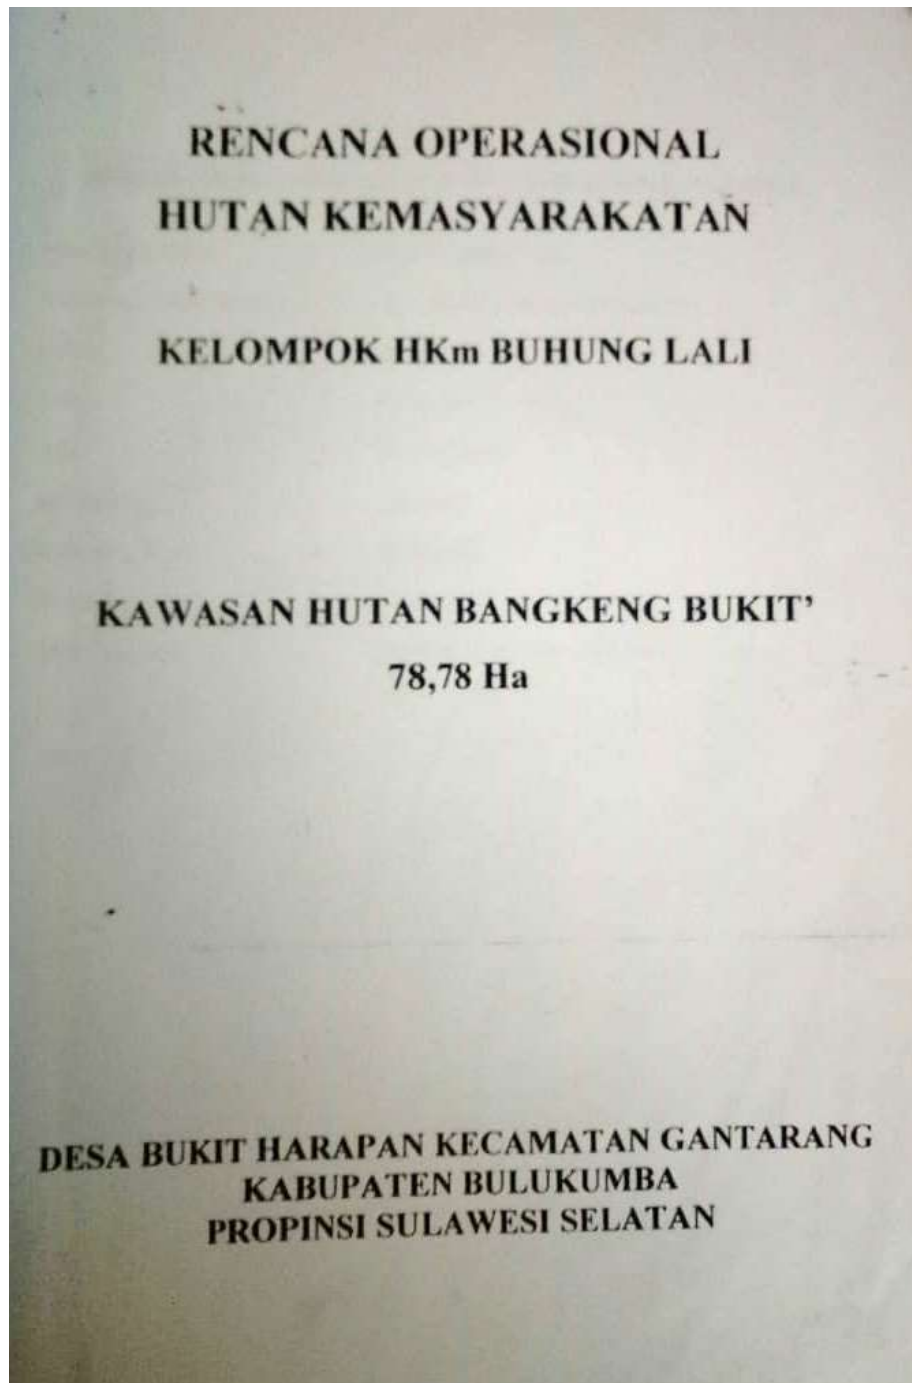 RENCANA OPERASIONAL
HUTAN KEMASYARAKATAN
KELOMPOK HKm BUHUNG LALI
KAWASAN HUTAN BANGKENG BUKIT’
78,78 Ha
DESA BUKIT HARAPAN KECAMATAN GANTARANG
KABUPATEN BULUKUMBA
PROPINSI SULAWESI SELATAN